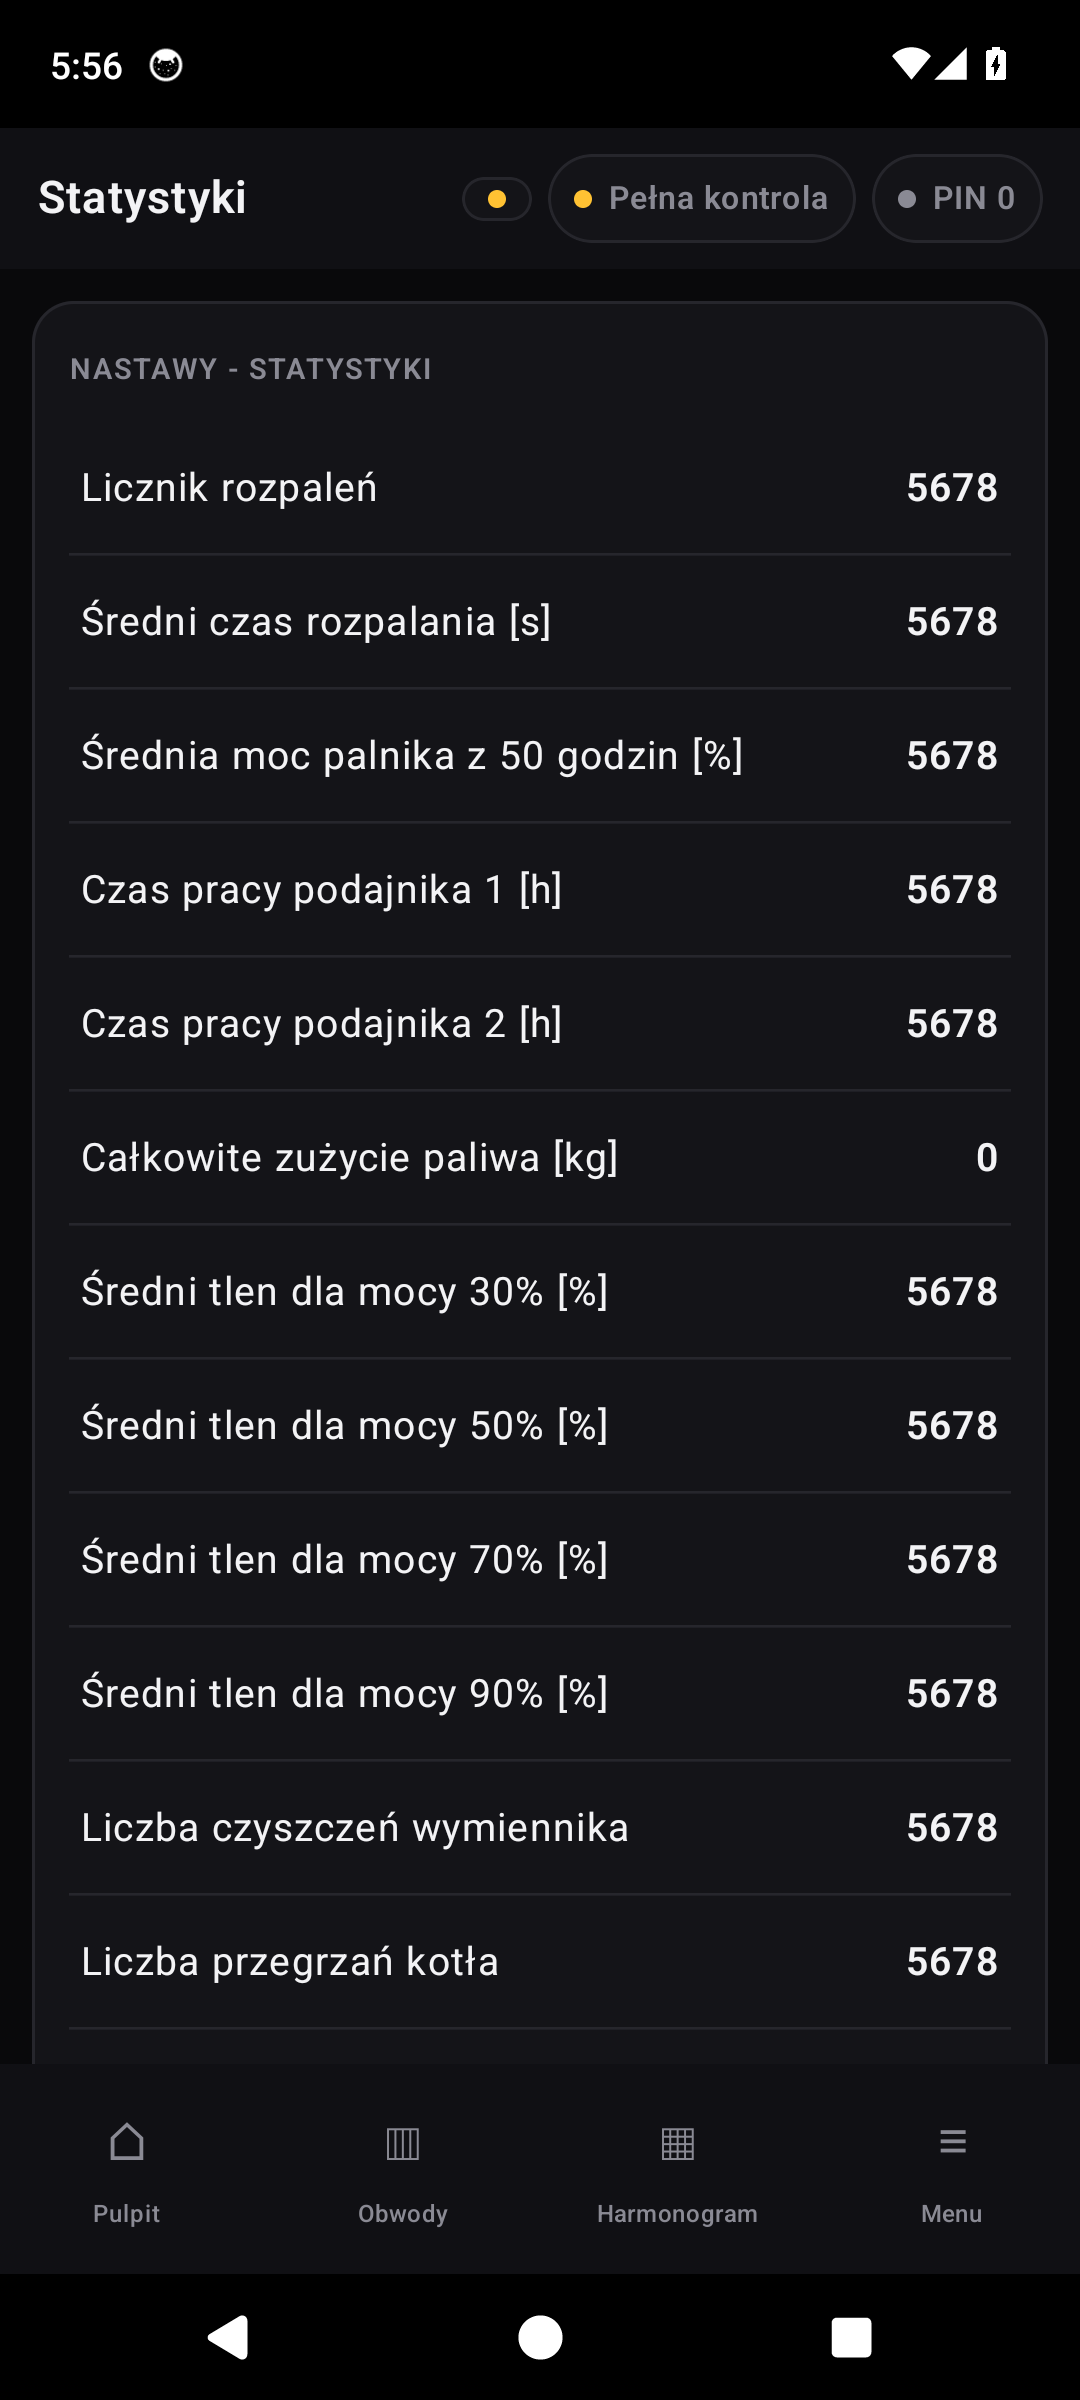 5:56
Statystyki
Pełna kontrola
PIN 0
NASTAWY - STATYSTYKI
Licznik rozpaleń 5678
Średni czas rozpalania [s] 5678
Średnia moc palnika z 50 godzin [%] 5678
Czas pracy podajnika 1 [h] 5678
Czas pracy podajnika 2 [h] 5678
Całkowite zużycie paliwa [kg] 0
Średni tlen dla mocy 30% [%] 5678
Średni tlen dla mocy 50% [%] 5678
Średni tlen dla mocy 70% [%] 5678
Średni tlen dla mocy 90% [%] 5678
Liczba czyszczeń wymiennika 5678
Liczba przegrzań kotła 5678
Pulpit
Obwody
Harmonogram
Menu